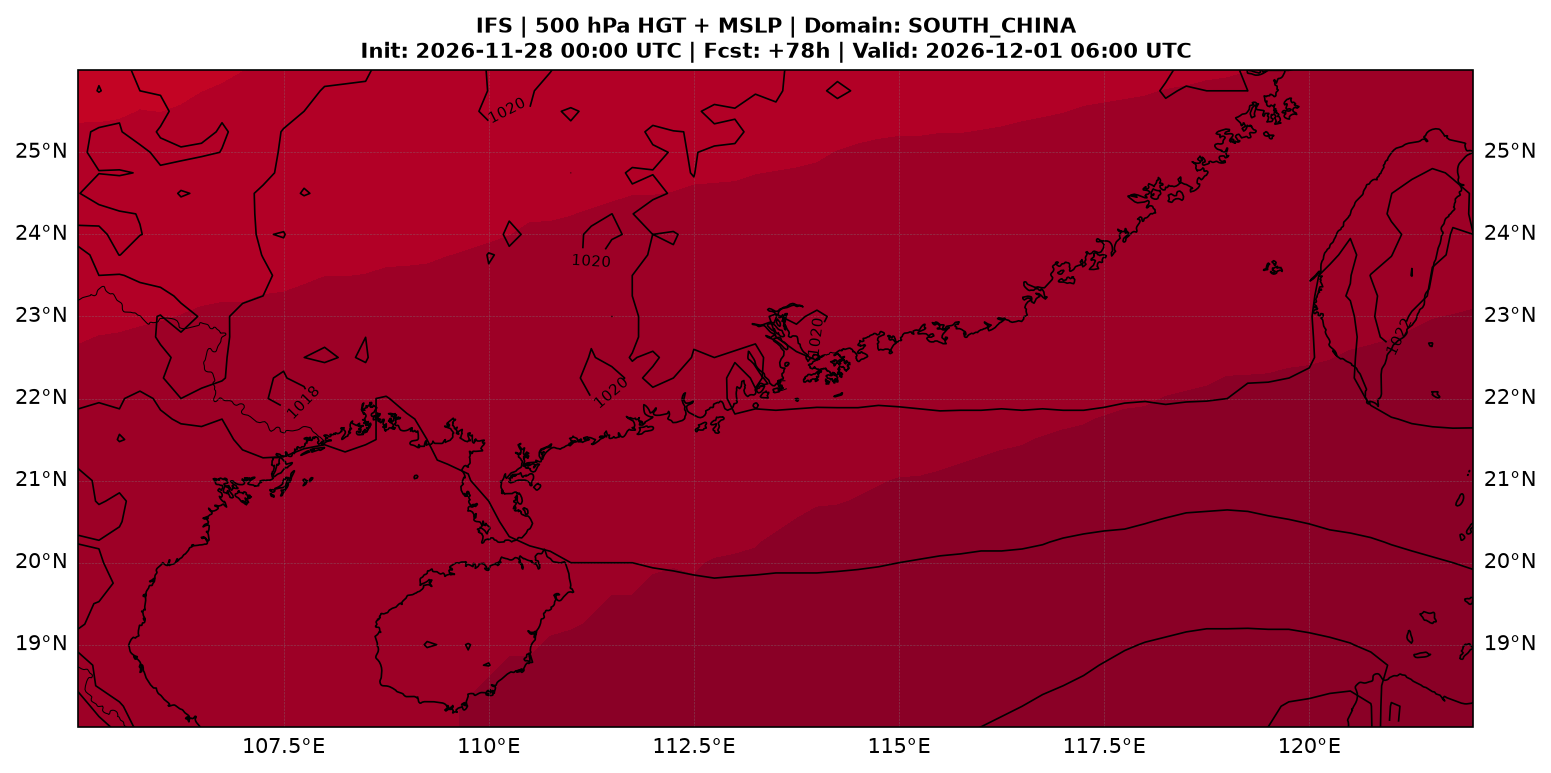 IFS | 500 hPa HGT + MSLP | Domain: SOUTH_CHINA
Init: 2026-11-28 00:00 UTC | Fcst: +78h | Valid: 2026-12-01 06:00 UTC
1020
25°N 25°N
24°N 24°N
1020
23°N 23°N
1020
1022
1020
22°N 22°N
1018
21°N 21°N
20°N 20°N
19°N 19°N
107.5°E 110°E 112.5°E 115°E 117.5°E 120°E